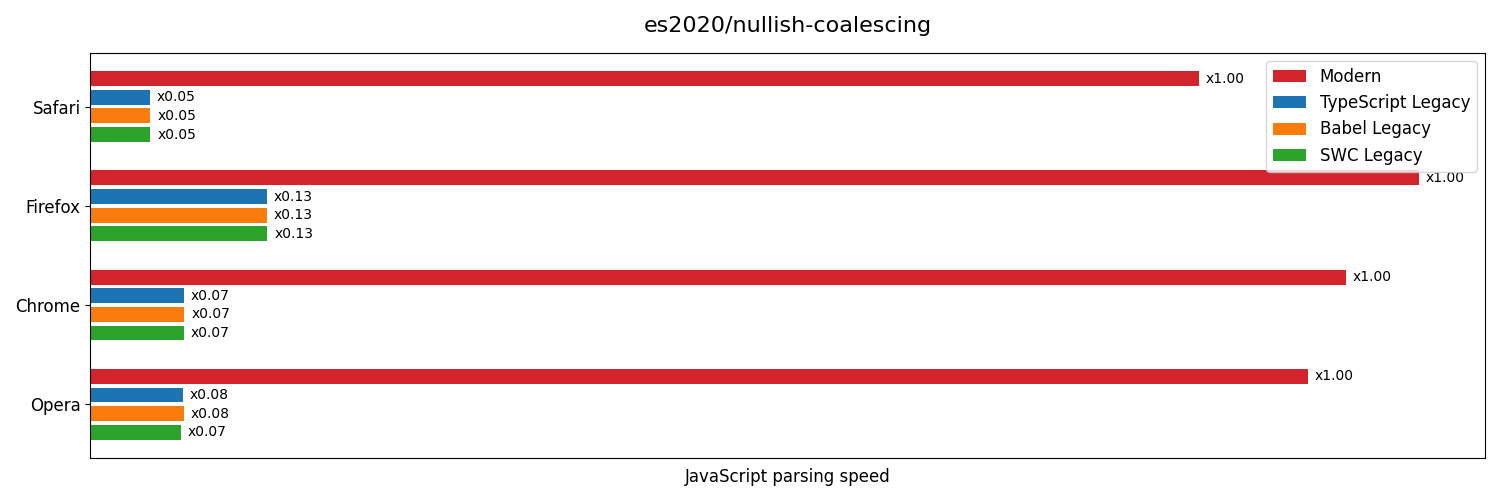 es2020/nullish-coalescing
Modern
TypeScript Legacy
Babel Legacy
SWC Legacy
Safari
x1.00
x0.05
x0.05
x0.05
Firefox
x1.00
x0.13
x0.13
x0.13
Chrome
x1.00
x0.07
x0.07
x0.07
Opera
x1.00
x0.08
x0.08
x0.07
JavaScript parsing speed